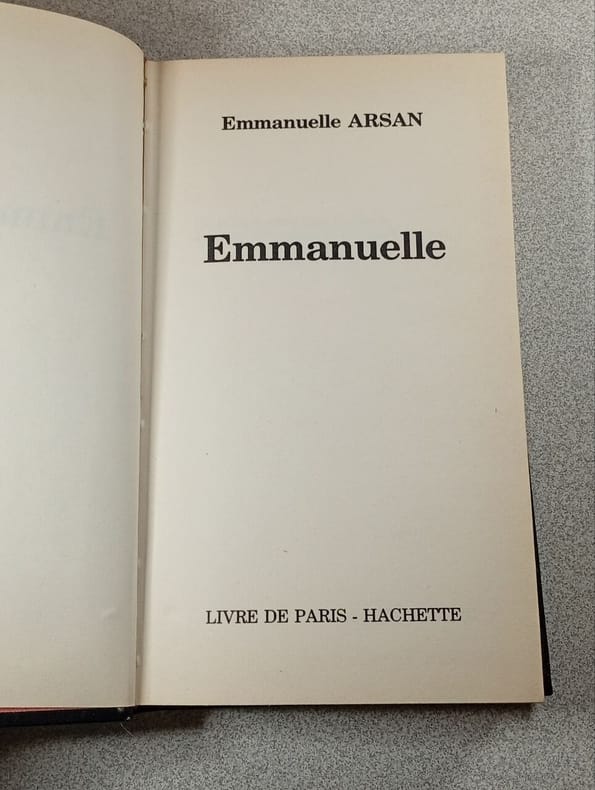 Emmanuelle ARSAN
Emmanuelle
LIVRE DE PARIS - HACHETTE